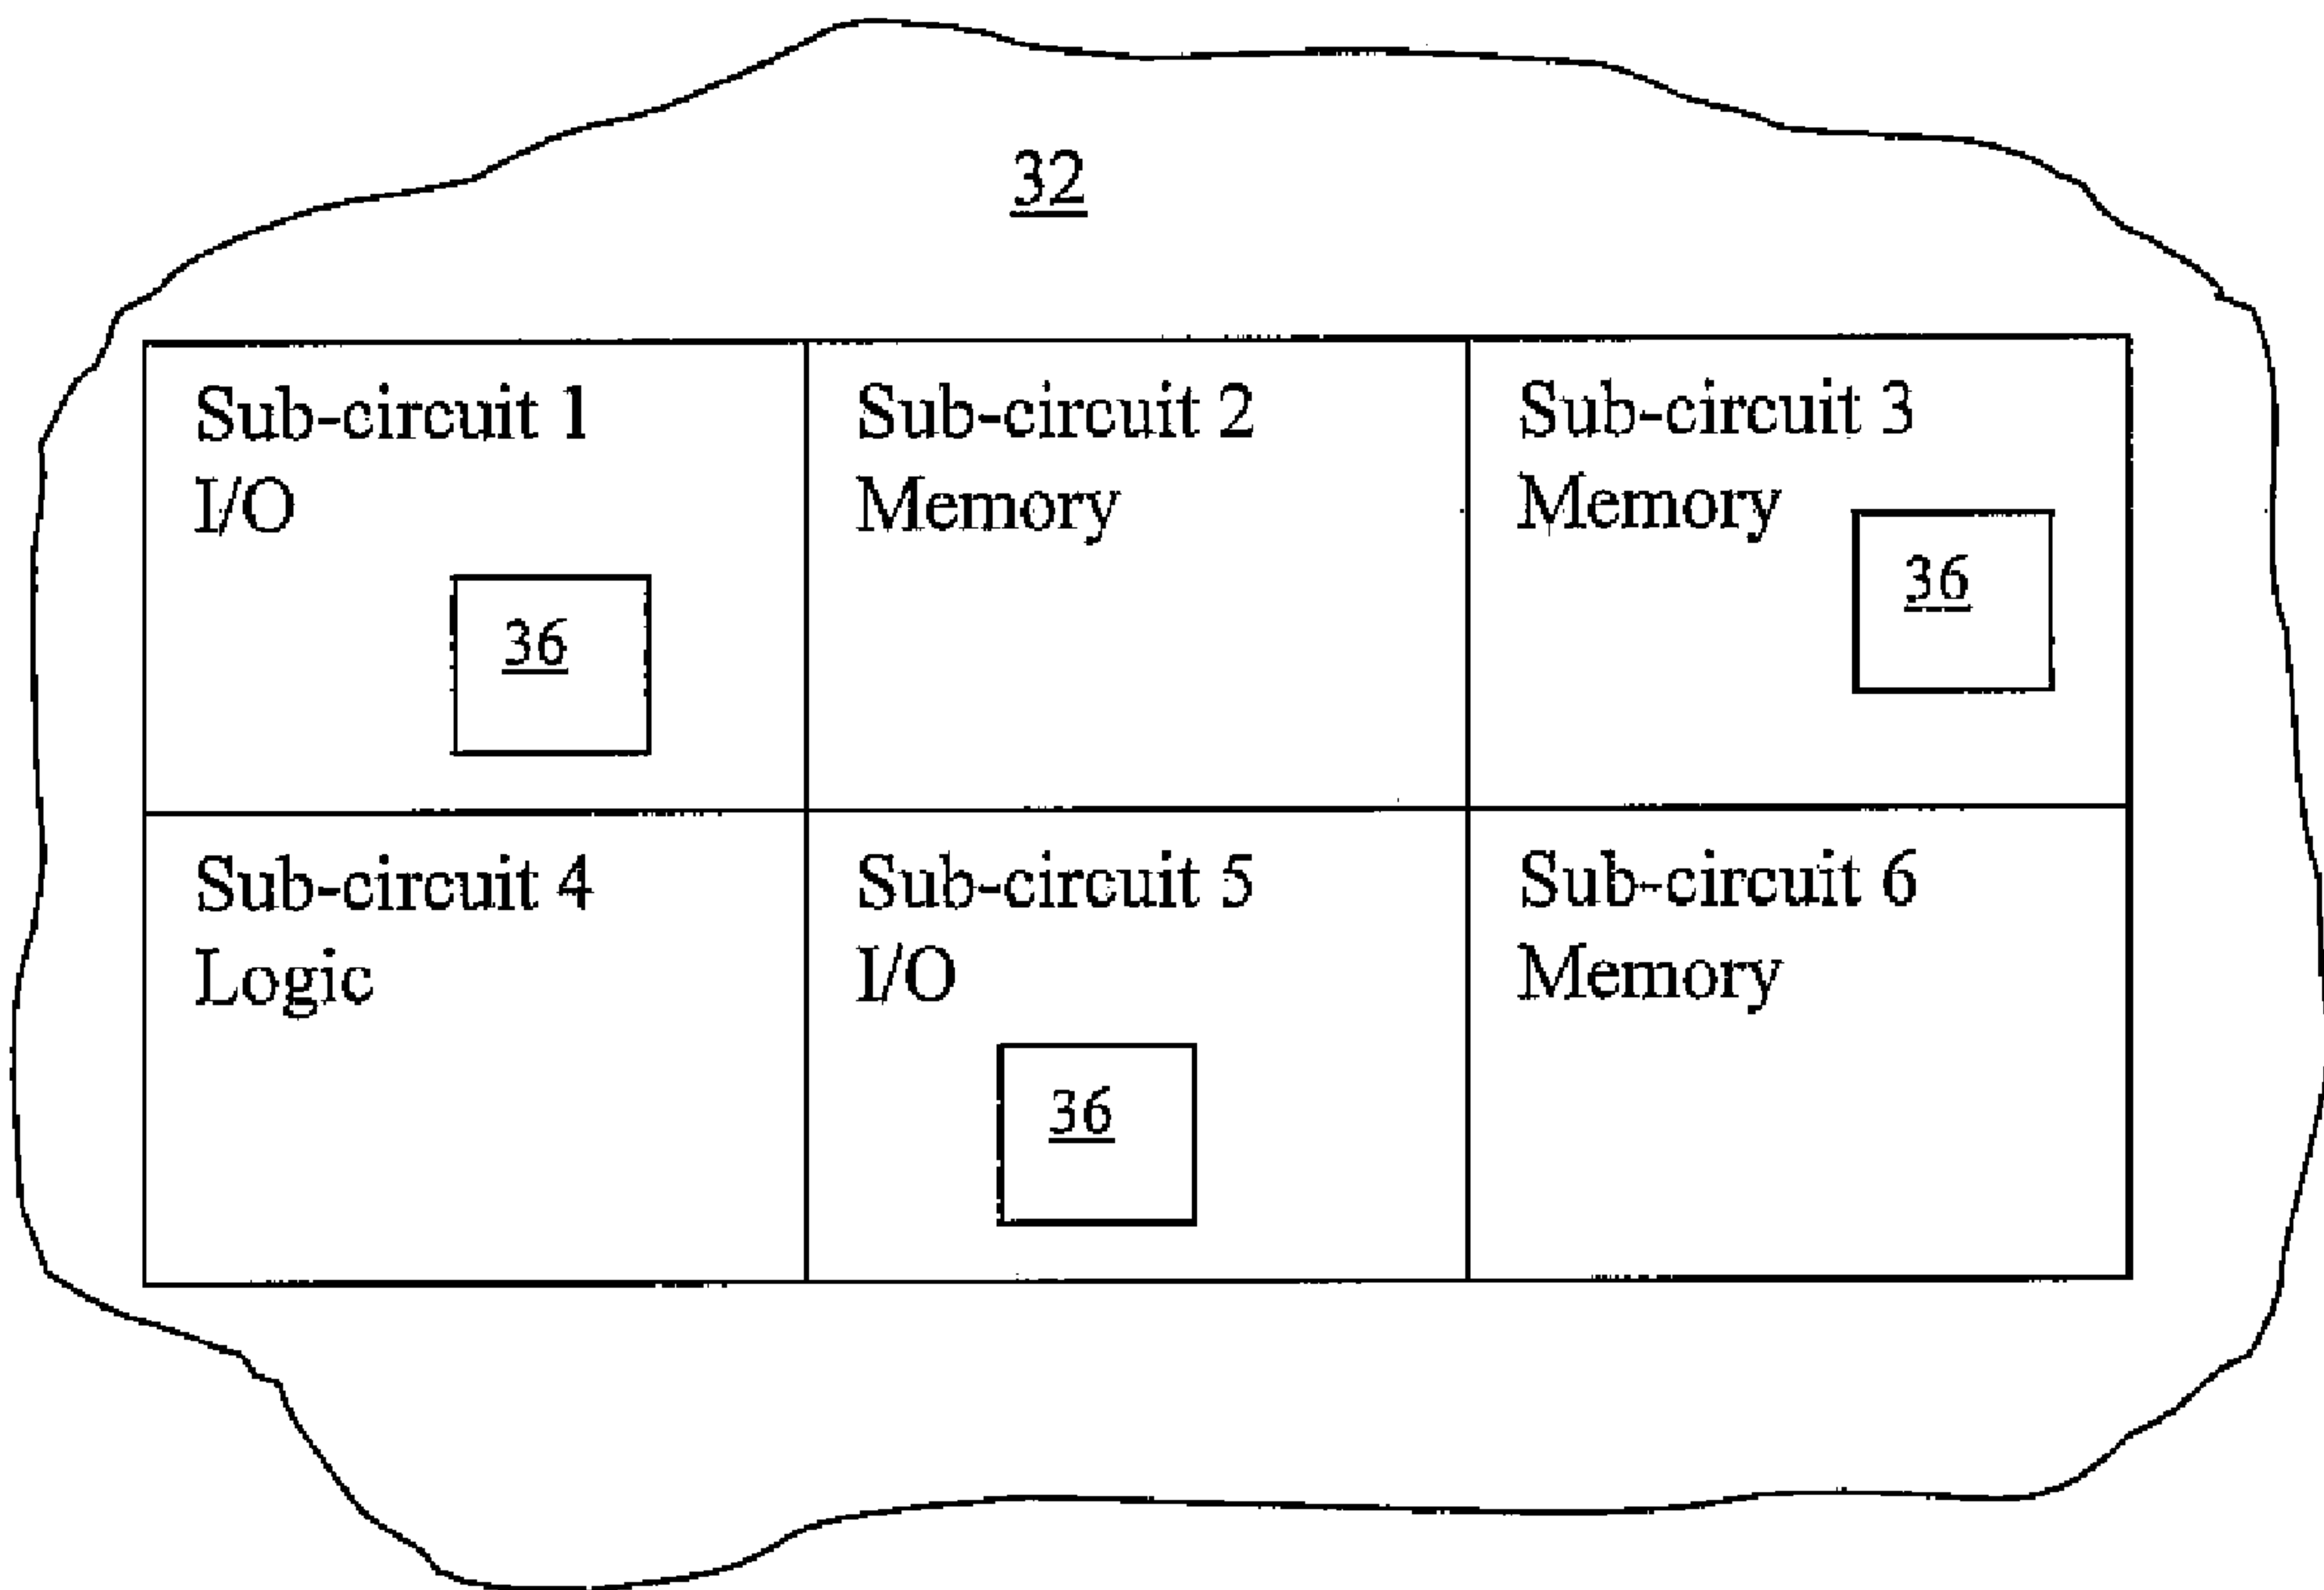 32
Sub-circuit 1
I/O
36
Sub-circuit 2
Memory
Sub-circuit 3
Memory
36
Sub-circuit 4
Logic
Sub-circuit 5
I/O
36
Sub-circuit 6
Memory